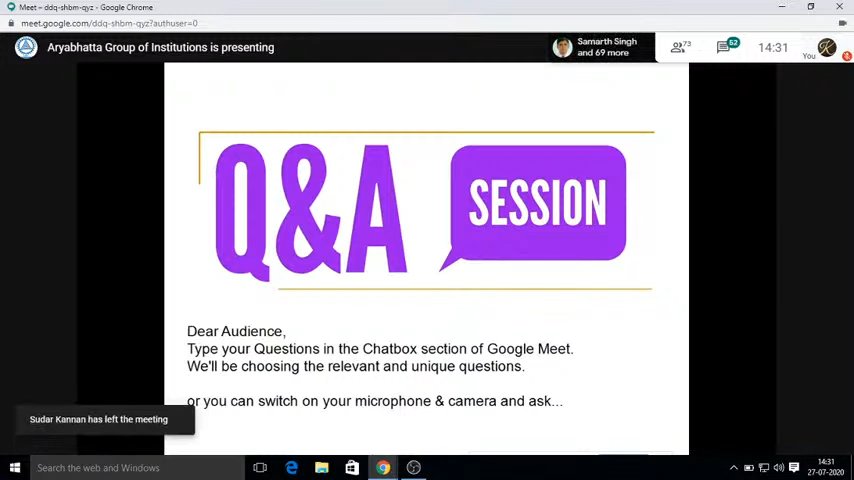 Meet – ddq-shbm-qyz - Google Chrome
meet.google.com/ddq-shbm-qyz?authuser=0
Aryabhatta Group of Institutions is presenting
Samarth Singh
and 69 more
73
52
14:31
You
Q&A
SESSION
Dear Audience,
Type your Questions in the Chatbox section of Google Meet.
We'll be choosing the relevant and unique questions.
or you can switch on your microphone & camera and ask...
Sudar Kannan has left the meeting
Search the web and Windows
14:31
27-07-2020